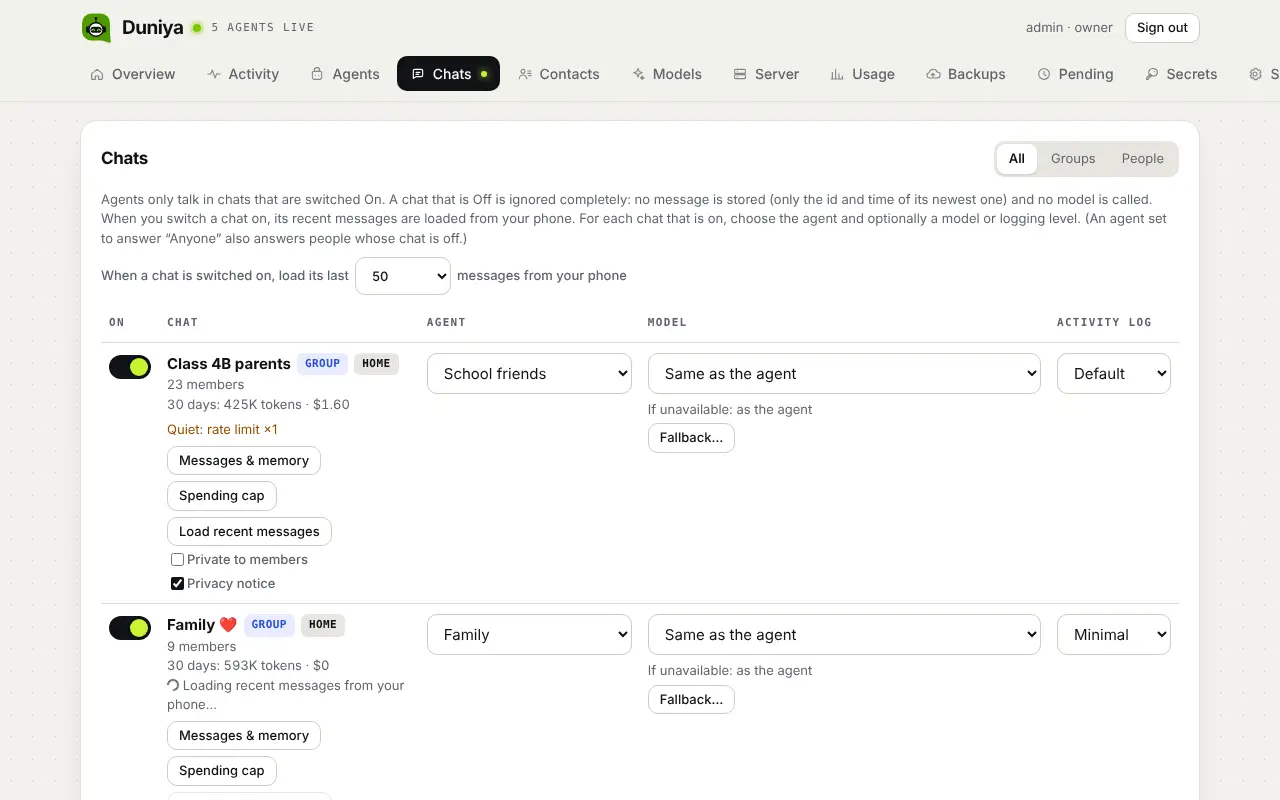 Duniya 5 AGENTS LIVE
admin · owner Sign out
Overview Activity Agents Chats Contacts Models Server Usage Backups Pending Secrets S
Chats
All Groups People
Agents only talk in chats that are switched On. A chat that is Off is ignored completely: no message is stored (only the id and time of its newest one) and no model is called.
When you switch a chat on, its recent messages are loaded from your phone. For each chat that is on, choose the agent and optionally a model or logging level. (An agent set
to answer “Anyone” also answers people whose chat is off.)
When a chat is switched on, load its last 50 messages from your phone
ON CHAT AGENT MODEL ACTIVITY LOG
Class 4B parents GROUP HOME School friends Same as the agent Default
23 members
30 days: 425K tokens · $1.60
If unavailable: as the agent
Quiet: rate limit ×1
Fallback...
Messages & memory
Spending cap
Load recent messages
Private to members
Privacy notice
Family ❤️ GROUP HOME Family Same as the agent Minimal
9 members
30 days: 593K tokens · $0
If unavailable: as the agent
Loading recent messages from your
phone...
Fallback...
Messages & memory
Spending cap